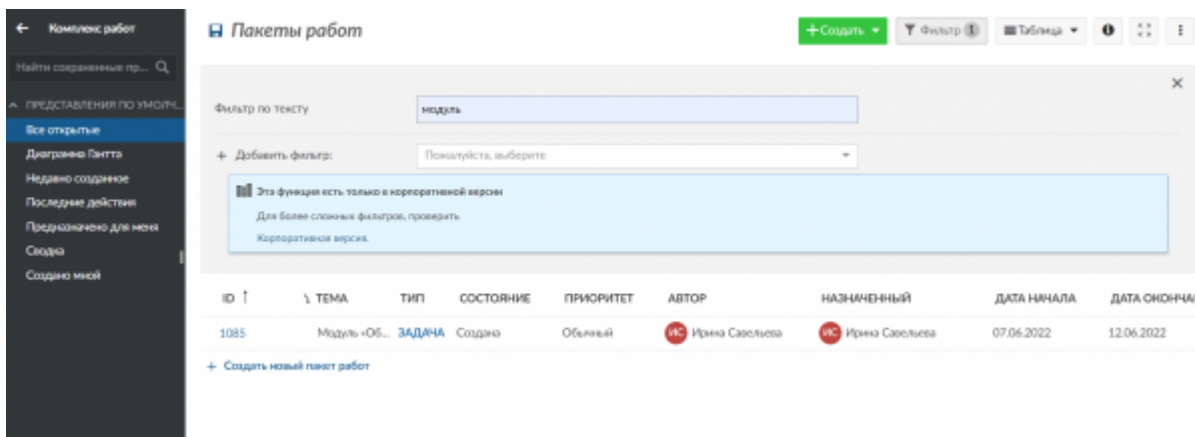 Комплекс работ
Найти сохраненные пр...
ПРЕДСТАВЛЕНИЯ ПО УМОЛЧ...
Все открытые
Диаграмма Гантта
Недавно созданное
Последние действия
Предназначено для меня
Сводка
Создано мной
Пакеты работ
+ Создать
Фильтр 1
Таблица
Фильтр по тексту
модуль
+ Добавить фильтр:
Пожалуйста, выберите
Эта функция есть только в корпоративной версии
Для более сложных фильтров, проверить
Корпоративная версия.
ID ↑ ТЕМА ТИП СОСТОЯНИЕ ПРИОРИТЕТ АВТОР НАЗНАЧЕННЫЙ ДАТА НАЧАЛА ДАТА ОКОНЧА
1085 Модуль «Об... ЗАДАЧА Создана Обычный ИС Ирина Савельева ИС Ирина Савельева 07.06.2022 12.06.2022
+ Создать новый пакет работ